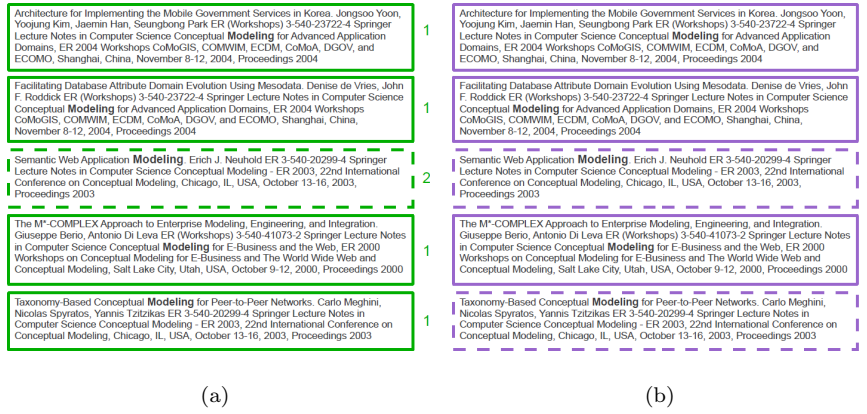 Architecture for Implementing the Mobile Government Services in Korea. Jongsoo Yoon,
Yoojung Kim, Jaemin Han, Seungbong Park ER (Workshops) 3-540-23722-4 Springer
Lecture Notes in Computer Science Conceptual Modeling for Advanced Application
Domains, ER 2004 Workshops CoMoGIS, COMWIM, ECDM, CoMoA, DGOV, and
ECOMO, Shanghai, China, November 8-12, 2004, Proceedings 2004
1
Facilitating Database Attribute Domain Evolution Using Mesodata. Denise de Vries, John
F. Roddick ER (Workshops) 3-540-23722-4 Springer Lecture Notes in Computer Science
Conceptual Modeling for Advanced Application Domains, ER 2004 Workshops
CoMoGIS, COMWIM, ECDM, CoMoA, DGOV, and ECOMO, Shanghai, China,
November 8-12, 2004, Proceedings 2004
1
Semantic Web Application Modeling. Erich J. Neuhold ER 3-540-20299-4 Springer
Lecture Notes in Computer Science Conceptual Modeling - ER 2003, 22nd International
Conference on Conceptual Modeling, Chicago, IL, USA, October 13-16, 2003,
Proceedings 2003
2
The M*-COMPLEX Approach to Enterprise Modeling, Engineering, and Integration.
Giuseppe Berio, Antonio Di Leva ER (Workshops) 3-540-41073-2 Springer Lecture Notes
in Computer Science Conceptual Modeling for E-Business and the Web, ER 2000
Workshops on Conceptual Modeling for E-Business and The World Wide Web and
Conceptual Modeling, Salt Lake City, Utah, USA, October 9-12, 2000, Proceedings 2000
1
Taxonomy-Based Conceptual Modeling for Peer-to-Peer Networks. Carlo Meghini,
Nicolas Spyratos, Yannis Tzitzikas ER 3-540-20299-4 Springer Lecture Notes in
Computer Science Conceptual Modeling - ER 2003, 22nd International Conference on
Conceptual Modeling, Chicago, IL, USA, October 13-16, 2003, Proceedings 2003
1
(a)
Architecture for Implementing the Mobile Government Services in Korea. Jongsoo Yoon,
Yoojung Kim, Jaemin Han, Seungbong Park ER (Workshops) 3-540-23722-4 Springer
Lecture Notes in Computer Science Conceptual Modeling for Advanced Application
Domains, ER 2004 Workshops CoMoGIS, COMWIM, ECDM, CoMoA, DGOV, and
ECOMO, Shanghai, China, November 8-12, 2004, Proceedings 2004
Facilitating Database Attribute Domain Evolution Using Mesodata. Denise de Vries, John
F. Roddick ER (Workshops) 3-540-23722-4 Springer Lecture Notes in Computer Science
Conceptual Modeling for Advanced Application Domains, ER 2004 Workshops
CoMoGIS, COMWIM, ECDM, CoMoA, DGOV, and ECOMO, Shanghai, China,
November 8-12, 2004, Proceedings 2004
Semantic Web Application Modeling. Erich J. Neuhold ER 3-540-20299-4 Springer
Lecture Notes in Computer Science Conceptual Modeling - ER 2003, 22nd International
Conference on Conceptual Modeling, Chicago, IL, USA, October 13-16, 2003,
Proceedings 2003
The M*-COMPLEX Approach to Enterprise Modeling, Engineering, and Integration.
Giuseppe Berio, Antonio Di Leva ER (Workshops) 3-540-41073-2 Springer Lecture Notes
in Computer Science Conceptual Modeling for E-Business and the Web, ER 2000
Workshops on Conceptual Modeling for E-Business and The World Wide Web and
Conceptual Modeling, Salt Lake City, Utah, USA, October 9-12, 2000, Proceedings 2000
Taxonomy-Based Conceptual Modeling for Peer-to-Peer Networks. Carlo Meghini,
Nicolas Spyratos, Yannis Tzitzikas ER 3-540-20299-4 Springer Lecture Notes in
Computer Science Conceptual Modeling - ER 2003, 22nd International Conference on
Conceptual Modeling, Chicago, IL, USA, October 13-16, 2003, Proceedings 2003
(b)